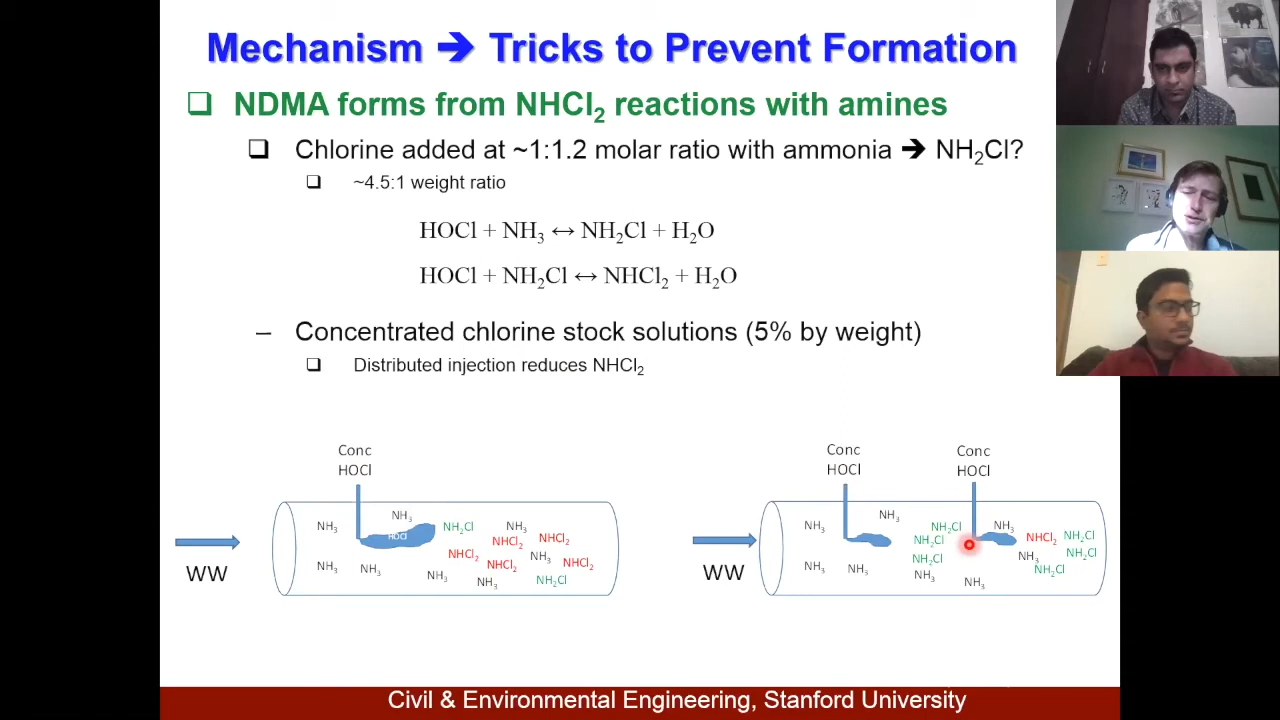 Mechanism ➔ Tricks to Prevent Formation
NDMA forms from NHCl₂ reactions with amines
Chlorine added at ~1:1.2 molar ratio with ammonia ➔ NH₂Cl?
~4.5:1 weight ratio
HOCl + NH₃ ↔ NH₂Cl + H₂O
HOCl + NH₂Cl ↔ NHCl₂ + H₂O
– Concentrated chlorine stock solutions (5% by weight)
Distributed injection reduces NHCl₂
Conc
HOCl
NH₃
NH₃
HOCl
NH₂Cl
NH₃
NHCl₂
NHCl₂
NHCl₂
NH₃
NHCl₂
NHCl₂
NH₃
NH₃
NH₃
NH₃
NH₂Cl
WW
Conc
HOCl
Conc
HOCl
NH₃
NH₃
NH₂Cl
NH₃
NH₂Cl
NHCl₂
NH₂Cl
NH₂Cl
NH₃
NH₂Cl
NH₃
NH₃
NH₃
NH₃
NH₂Cl
WW
Civil & Environmental Engineering, Stanford University